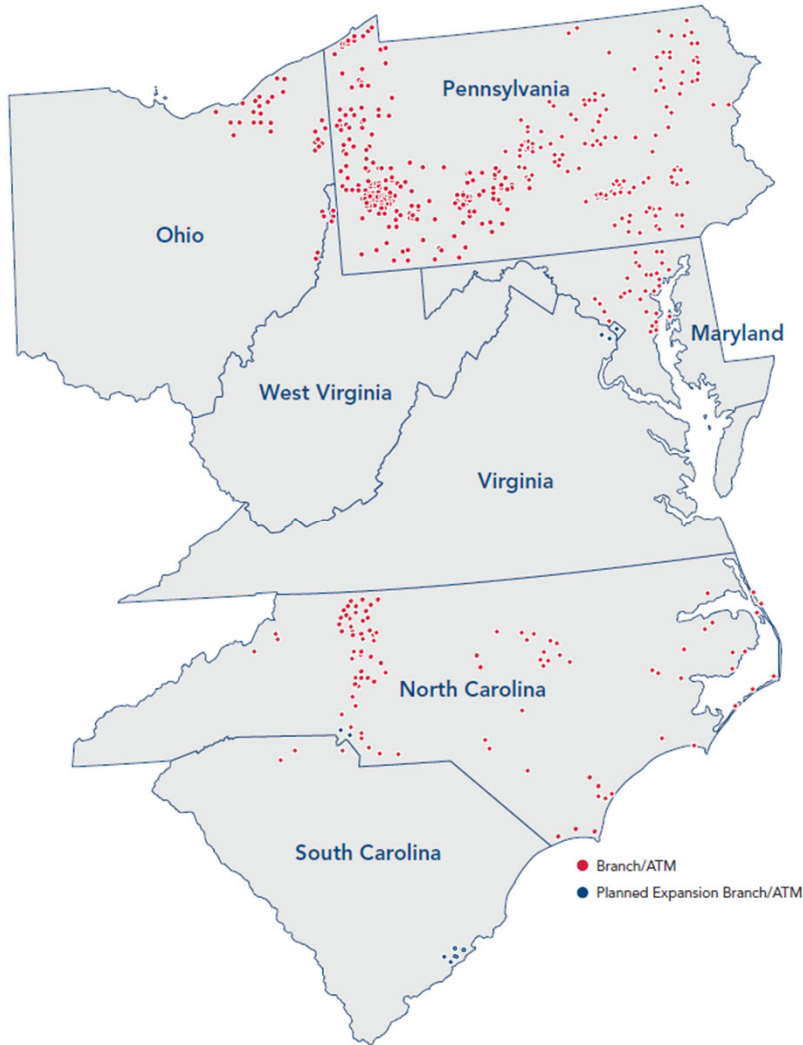 Pennsylvania
Ohio
Maryland
West Virginia
Virginia
North Carolina
South Carolina
Branch/ATM
Planned Expansion Branch/ATM